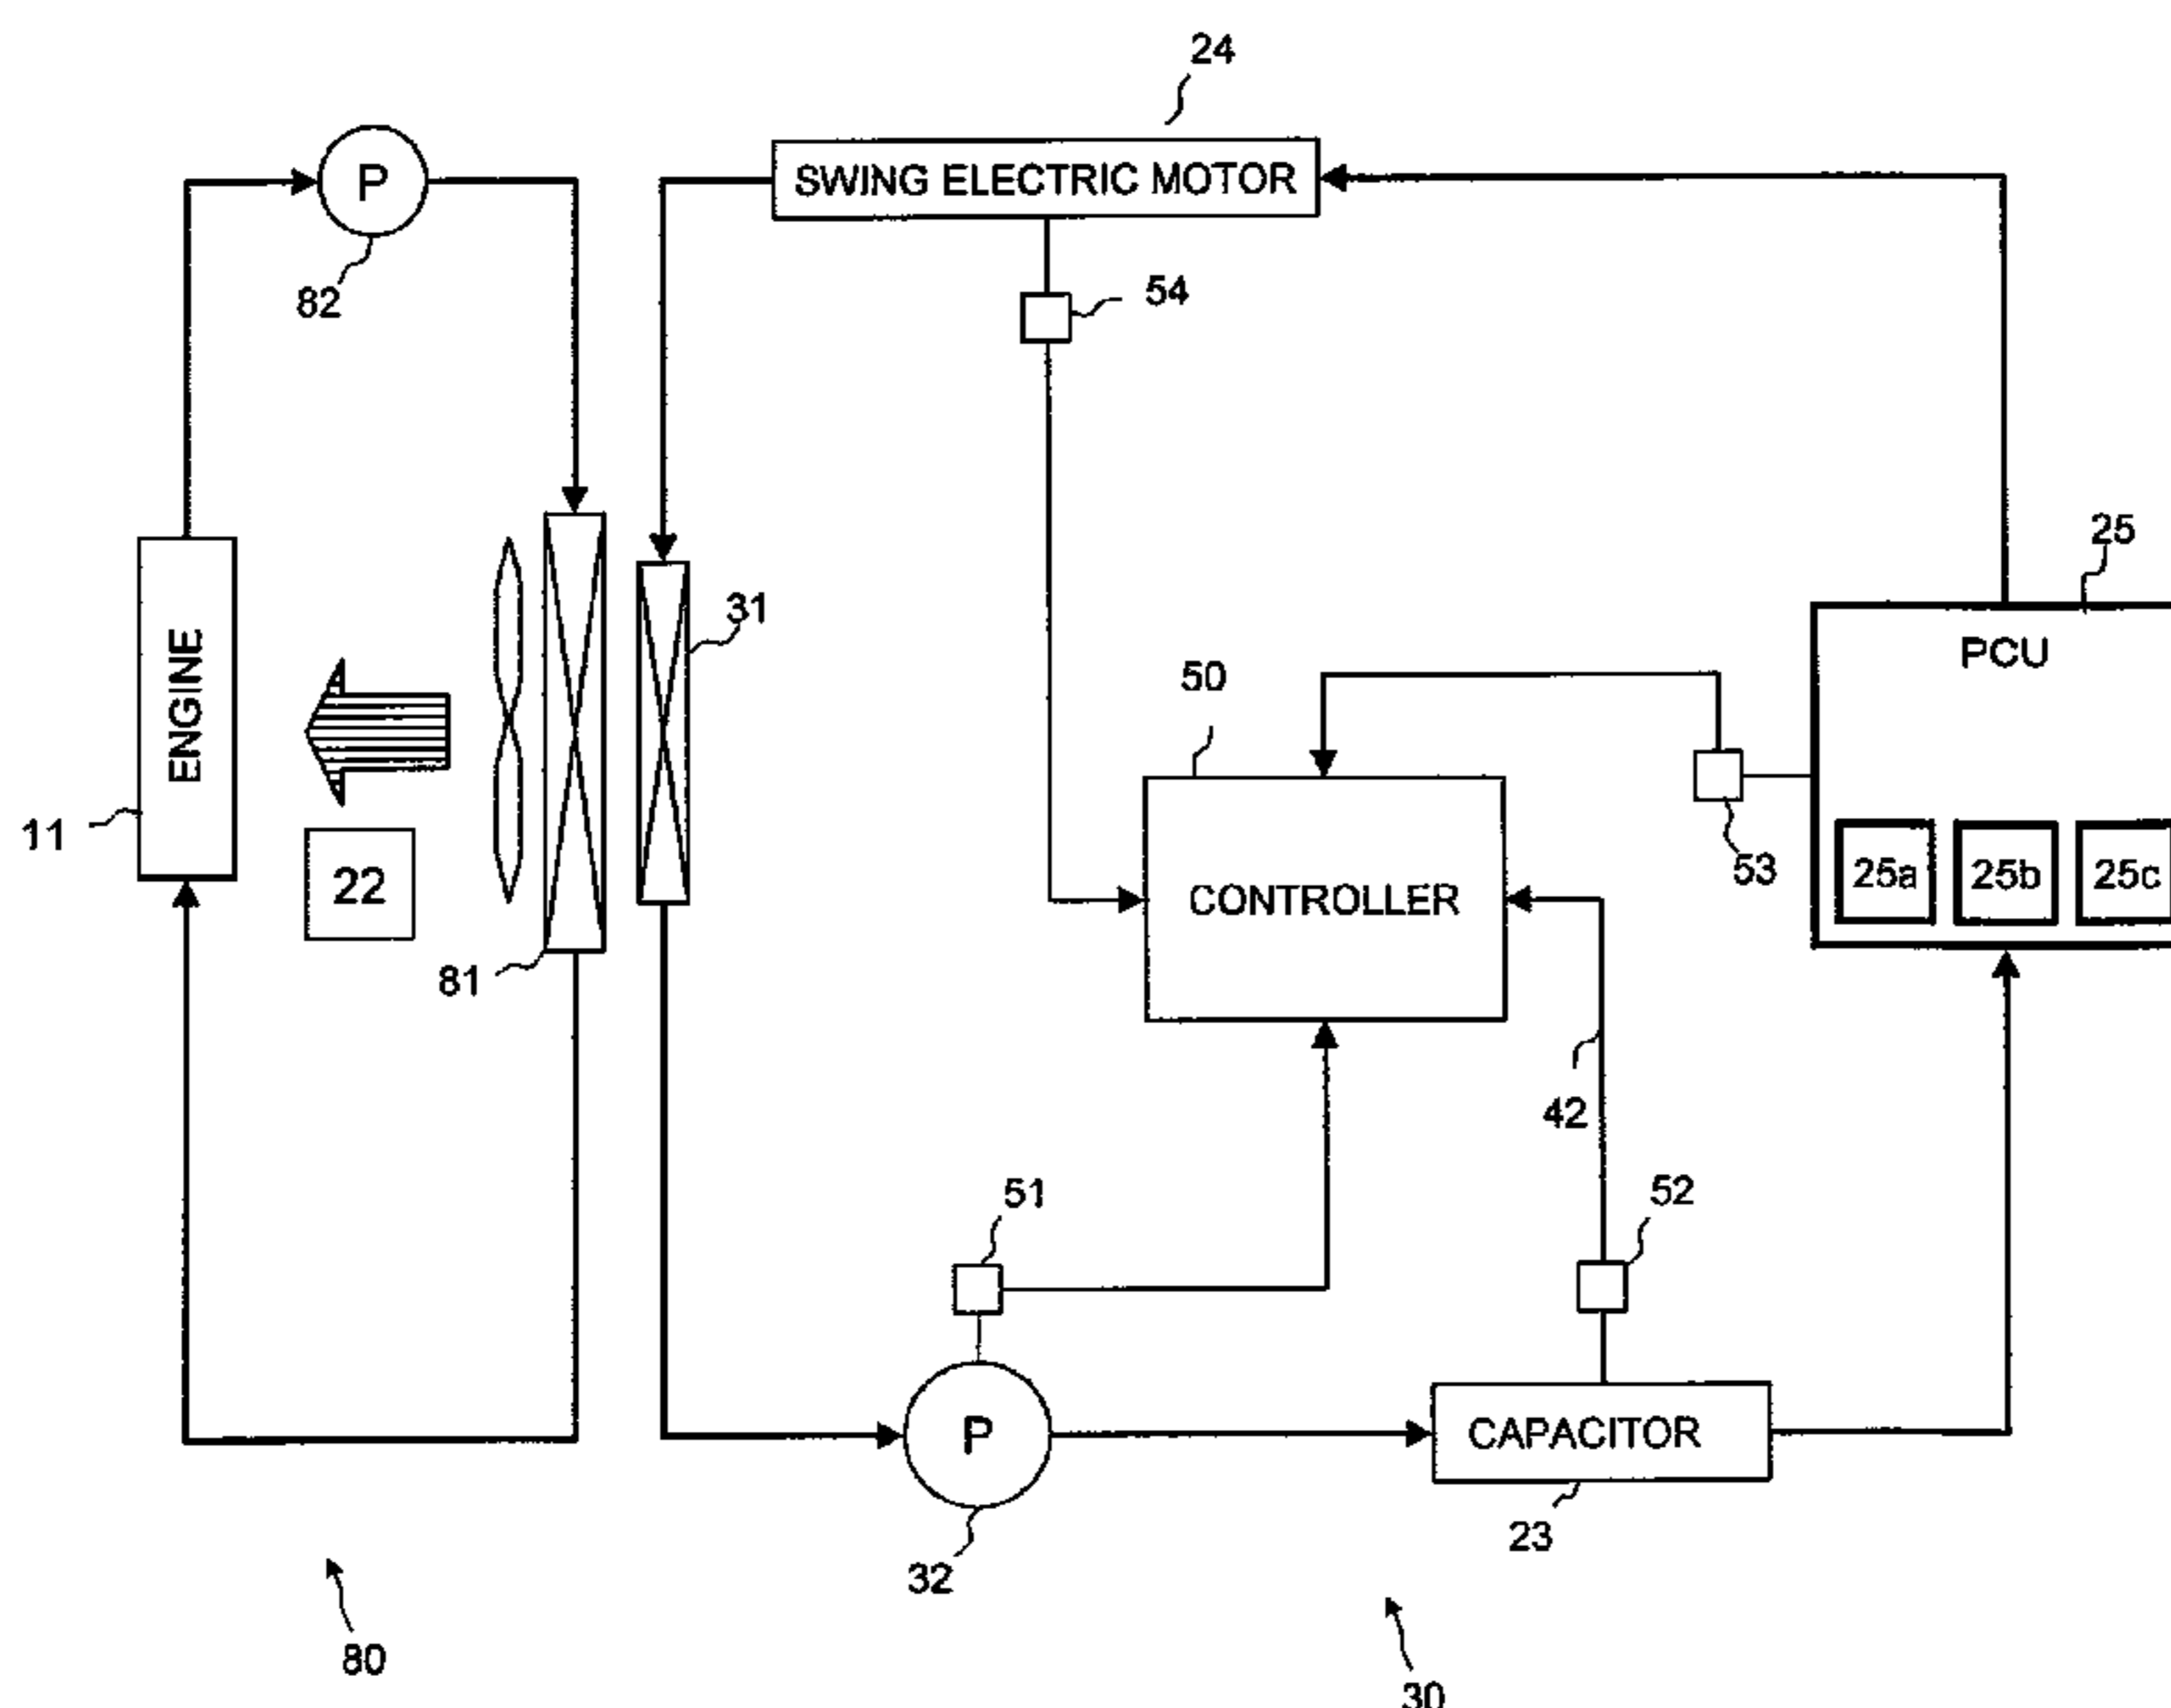 24
P
SWING ELECTRIC MOTOR
82
54
25
31
PCU
50
ENGINE
11
22
53
25a
25b
25c
CONTROLLER
81
42
51
52
P
CAPACITOR
23
32
80
30